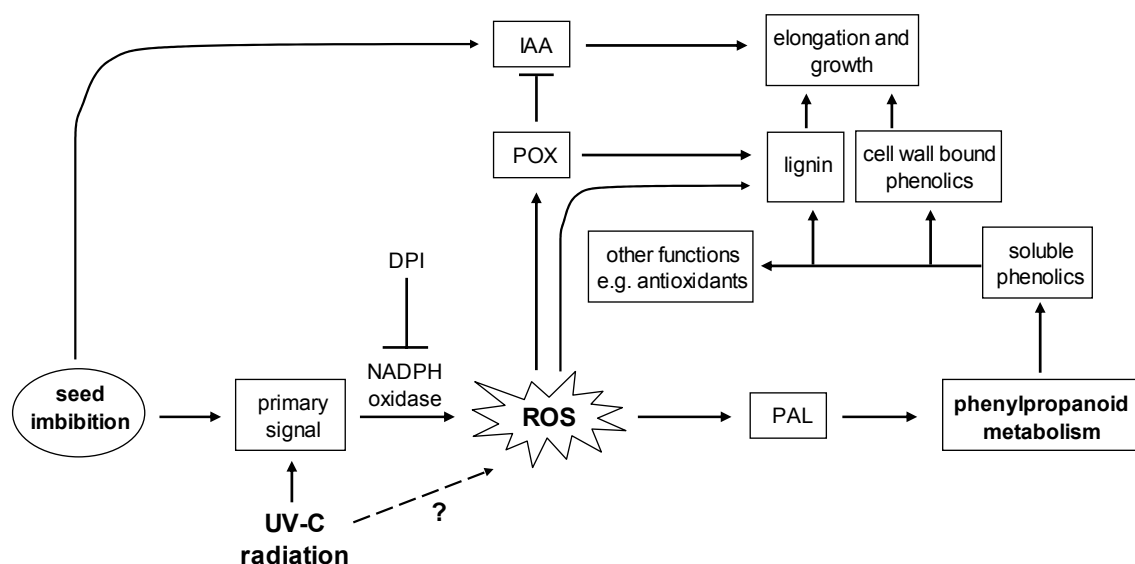 IAA
elongation and
growth
POX
lignin
cell wall bound
phenolics
DPI
other functions
e.g. antioxidants
soluble
phenolics
seed
imbibition
primary
signal
NADPH
oxidase
ROS
PAL
phenylpropanoid
metabolism
?
UV-C
radiation